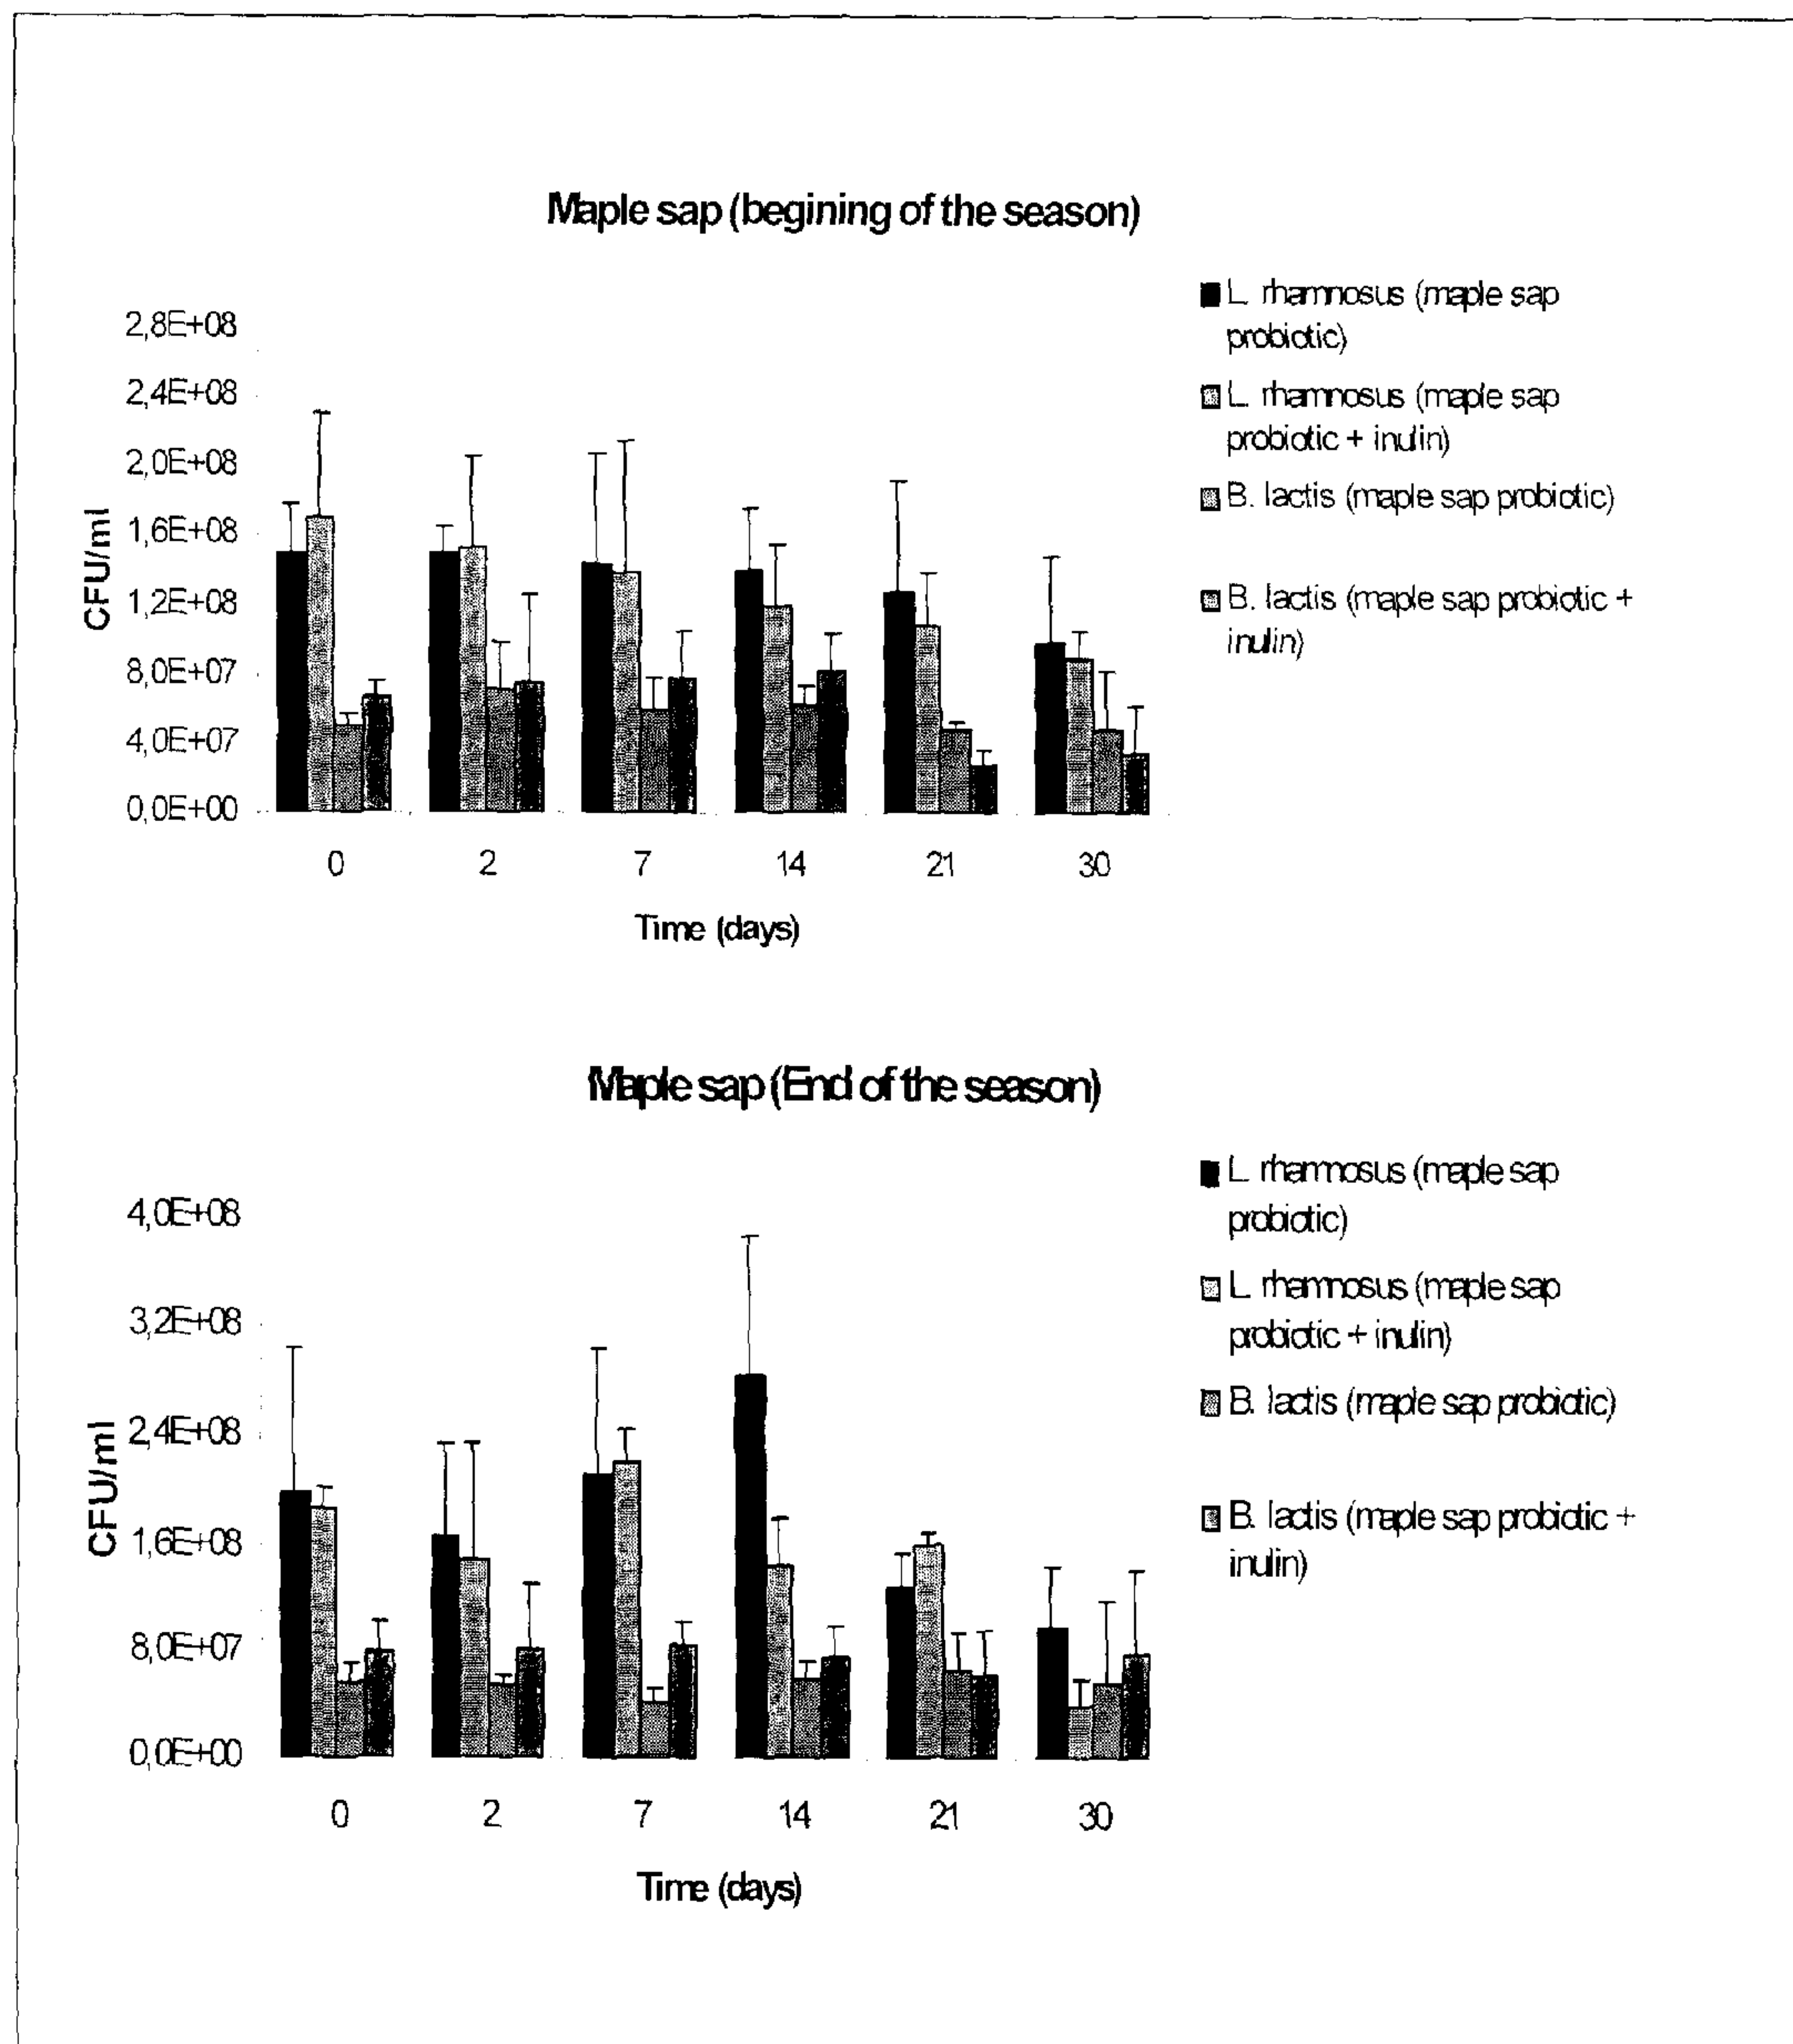 Maple sap (begining of the season)
2,8E+08
2,4E+08
2,0E+08
1,6E+08
1,2E+08
8,0E+07
4,0E+07
0,0E+00
CFU/ml
0 2 7 14 21 30
Time (days)
L. rhamnosus (maple sap
probiotic)
L. rhamnosus (maple sap
probiotic + inulin)
B. lactis (maple sap probiotic)
B. lactis (maple sap probiotic +
inulin)
Maple sap (End of the season)
4,0E+08
3,2E+08
2,4E+08
1,6E+08
8,0E+07
0,0E+00
CFU/ml
0 2 7 14 21 30
Time (days)
L. rhamnosus (maple sap
probiotic)
L. rhamnosus (maple sap
probiotic + inulin)
B. lactis (maple sap probiotic)
B. lactis (maple sap probiotic +
inulin)